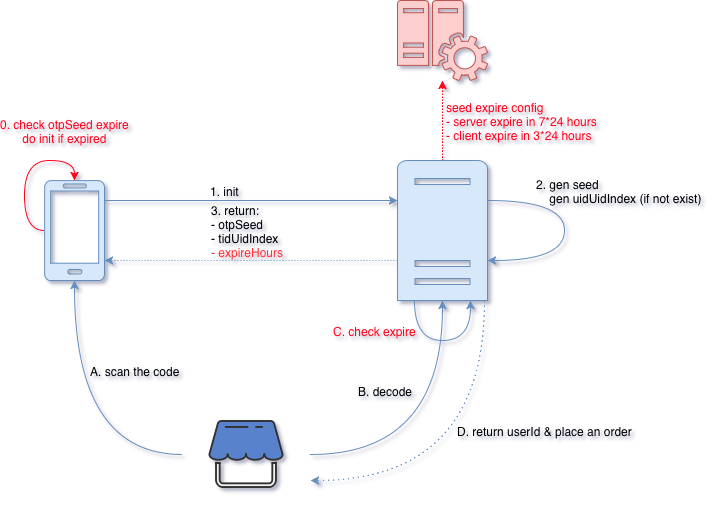 seed expire config
- server expire in 7*24 hours
- client expire in 3*24 hours
0. check otpSeed expire
do init if expired
1. init
2. gen seed
gen uidUidIndex (if not exist)
3. return:
- otpSeed
- tidUidIndex
- expireHours
C. check expire
A. scan the code
B. decode
D. return userId & place an order